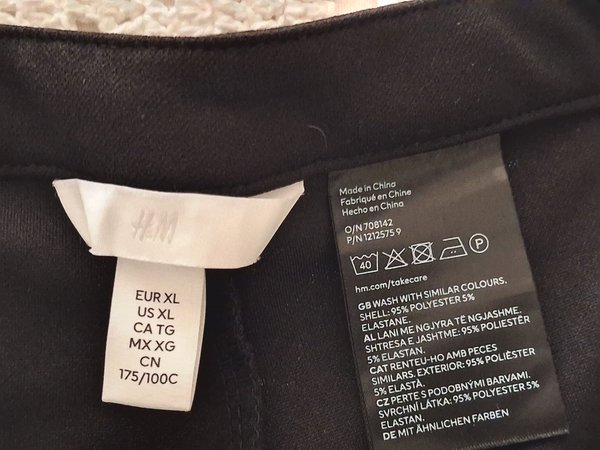 H&M
EUR XL
US XL
CA TG
MX XG
CN
175/100C
Made in China
Fabriqué en Chine
Hecho en China
O/N 708142
P/N 1212575 9
40
P
hm.com/takecare
GB WASH WITH SIMILAR COLOURS.
SHELL: 95% POLYESTER 5%
ELASTANE.
AL LANI ME NGJYRA TË NGJASHME.
SHTRESA E JASHTME: 95% POLIESTËR
5% ELASTAN.
CAT RENTEU-HO AMB PECES
SIMILARS. EXTERIOR: 95% POLIÈSTER
5% ELASTÀ.
CZ PERTE S PODOBNÝMI BARVAMI.
SVRCHNÍ LÁTKA: 95% POLYESTER 5%
ELASTAN.
DE MIT ÄHNLICHEN FARBEN